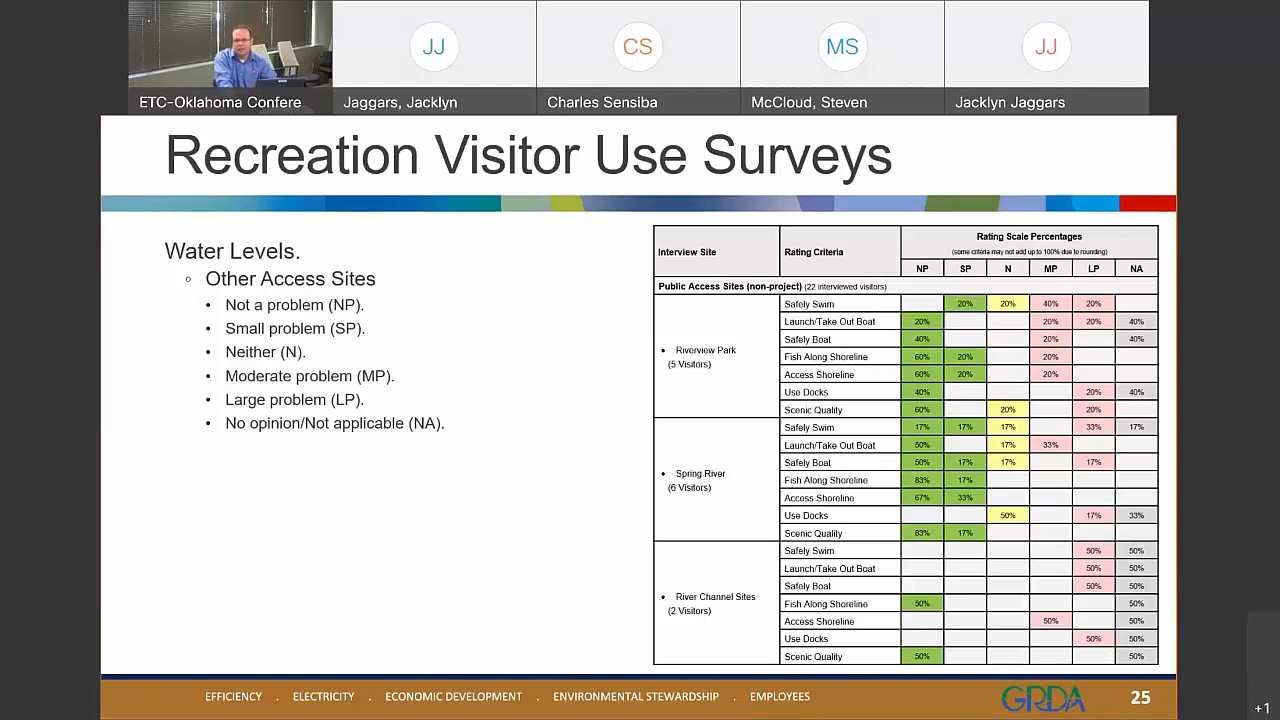 JJ
CS
MS
JJ
ETC-Oklahoma Confere
Jaggars, Jacklyn
Charles Sensiba
McCloud, Steven
Jacklyn Jaggars
Recreation Visitor Use Surveys
Water Levels.
Other Access Sites
Not a problem (NP).
Small problem (SP).
Neither (N).
Moderate problem (MP).
Large problem (LP).
No opinion/Not applicable (NA).
Interview Site Rating Criteria Rating Scale Percentages
(some criteria may not add up to 100% due to rounding)
NP SP N MP LP NA
Public Access Sites (non-project) (22 interviewed visitors)
Riverview Park
(5 Visitors)
Safely Swim 20% 20% 40% 20%
Launch/Take Out Boat 20% 20% 20% 40%
Safely Boat 40% 20% 40%
Fish Along Shoreline 60% 20% 20%
Access Shoreline 60% 20% 20%
Use Docks 40% 20% 40%
Scenic Quality 60% 20% 20%
Spring River
(6 Visitors)
Safely Swim 17% 17% 17% 33% 17%
Launch/Take Out Boat 50% 17% 33%
Safely Boat 50% 17% 17% 17%
Fish Along Shoreline 83% 17%
Access Shoreline 67% 33%
Use Docks 50% 17% 33%
Scenic Quality 83% 17%
River Channel Sites
(2 Visitors)
Safely Swim 50% 50%
Launch/Take Out Boat 50% 50%
Safely Boat 50% 50%
Fish Along Shoreline 50% 50%
Access Shoreline 50% 50%
Use Docks 50% 50%
Scenic Quality 50% 50%
EFFICIENCY . ELECTRICITY . ECONOMIC DEVELOPMENT . ENVIRONMENTAL STEWARDSHIP . EMPLOYEES
GRDA
25
+1